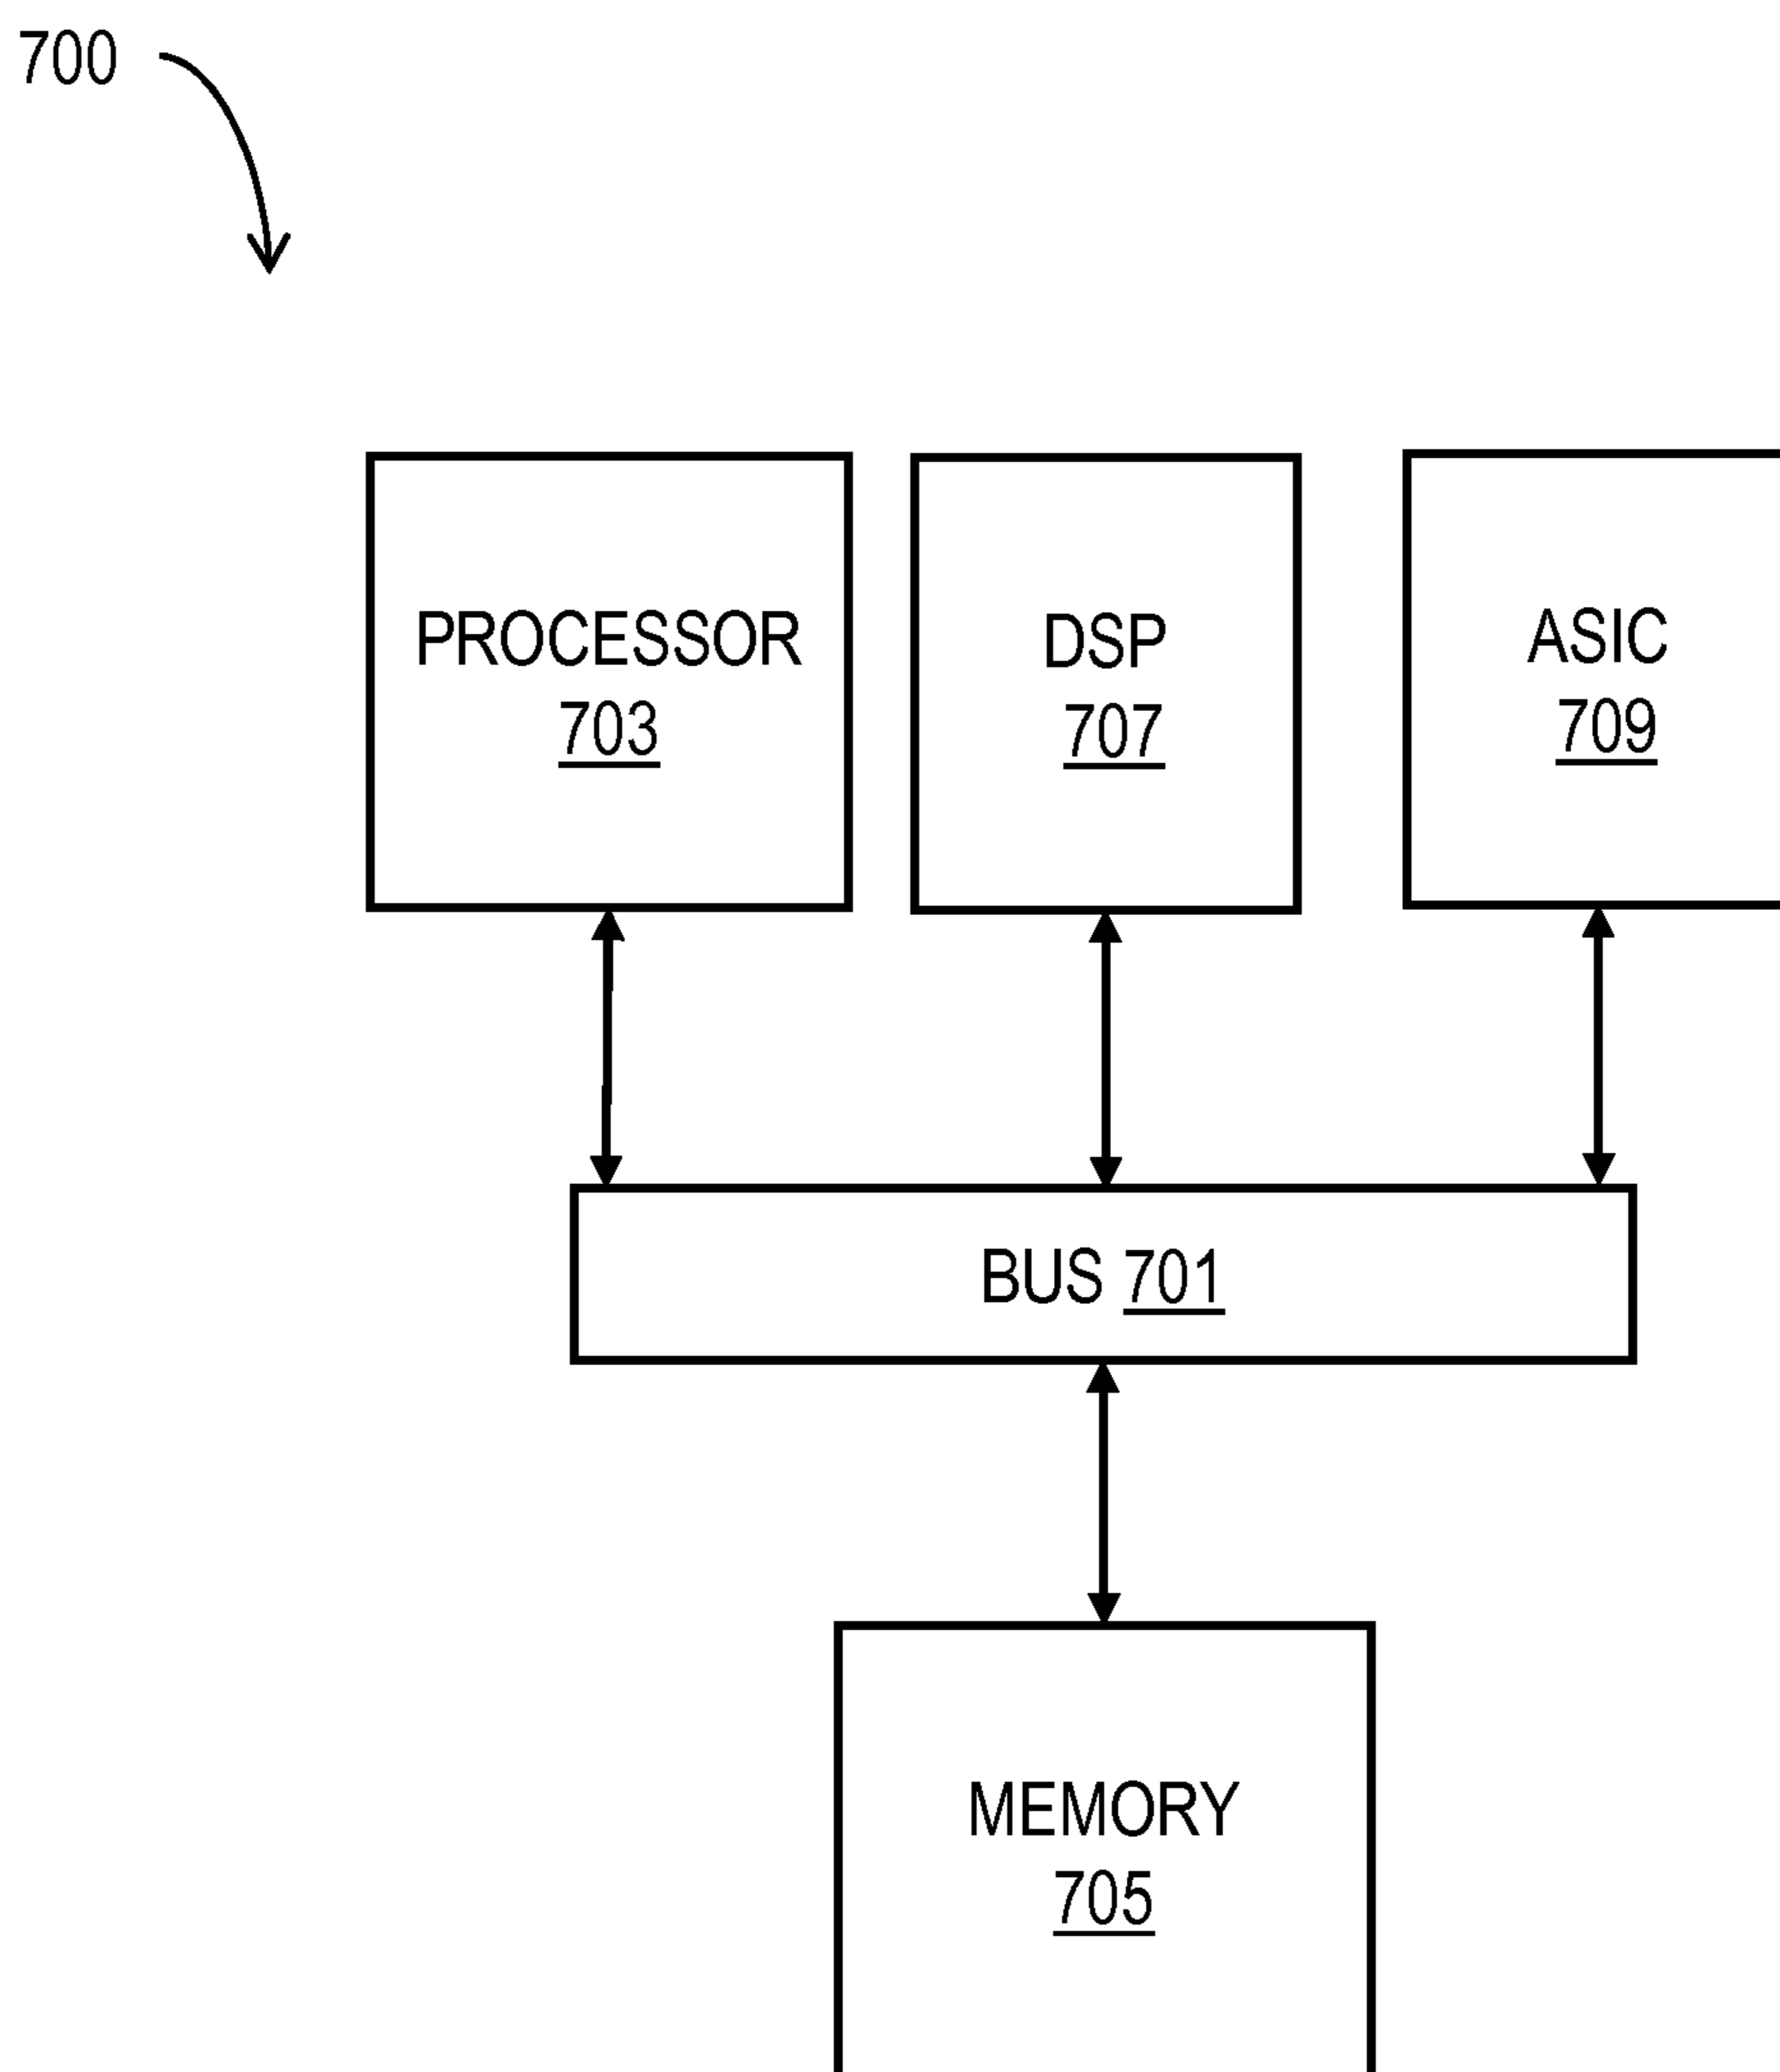 700
PROCESSOR
703
DSP
707
ASIC
709
BUS 701
MEMORY
705